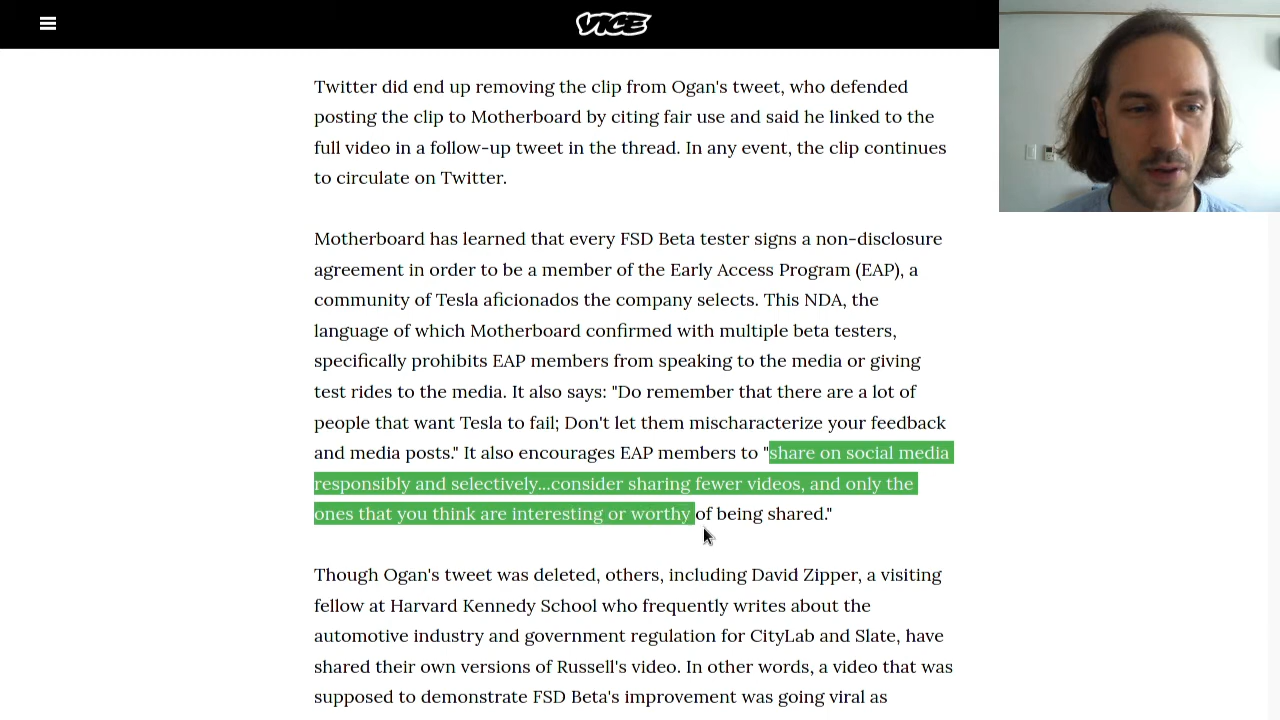 VICE
Twitter did end up removing the clip from Ogan's tweet, who defended
posting the clip to Motherboard by citing fair use and said he linked to the
full video in a follow-up tweet in the thread. In any event, the clip continues
to circulate on Twitter.
Motherboard has learned that every FSD Beta tester signs a non-disclosure
agreement in order to be a member of the Early Access Program (EAP), a
community of Tesla aficionados the company selects. This NDA, the
language of which Motherboard confirmed with multiple beta testers,
specifically prohibits EAP members from speaking to the media or giving
test rides to the media. It also says: "Do remember that there are a lot of
people that want Tesla to fail; Don't let them mischaracterize your feedback
and media posts." It also encourages EAP members to "share on social media
responsibly and selectively...consider sharing fewer videos, and only the
ones that you think are interesting or worthy of being shared."
Though Ogan's tweet was deleted, others, including David Zipper, a visiting
fellow at Harvard Kennedy School who frequently writes about the
automotive industry and government regulation for CityLab and Slate, have
shared their own versions of Russell's video. In other words, a video that was
supposed to demonstrate FSD Beta's improvement was going viral as